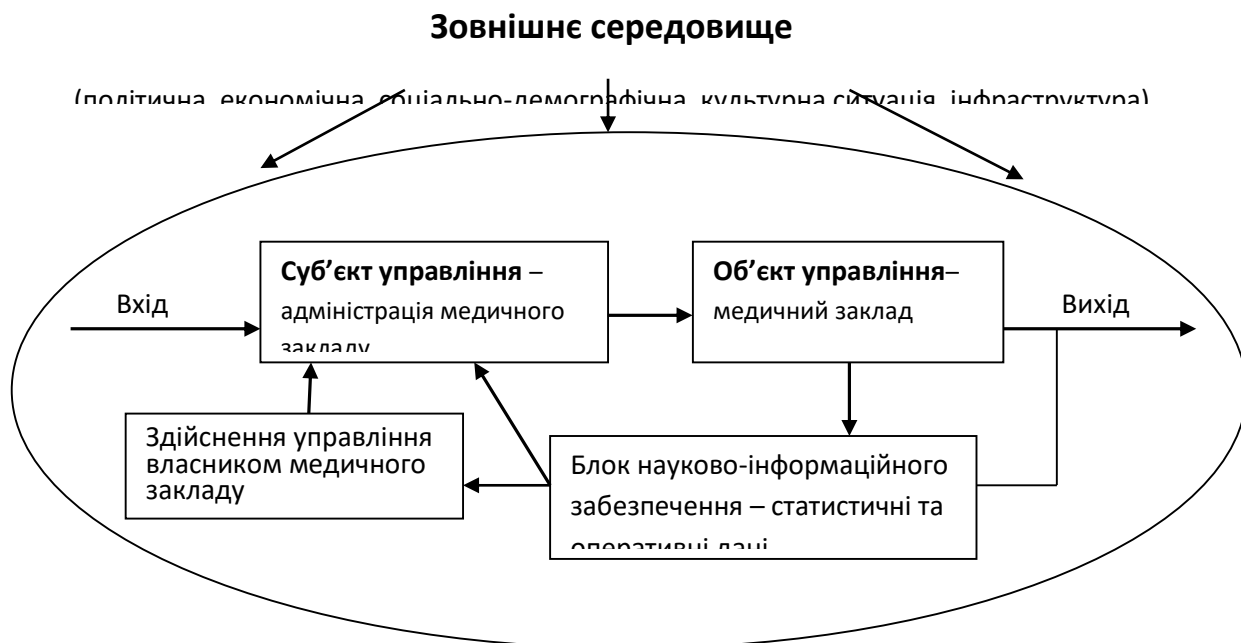 Зовнішнє середовище
(політична, економічна, соціально-демографічна, культурна ситуація, інфраструктура)
Суб’єкт управління –
адміністрація медичного
закладу
Об’єкт управління–
медичний заклад
Вхід
Вихід
Здійснення управління
власником медичного
закладу
Блок науково-інформаційного
забезпечення – статистичні та
оперативні дані